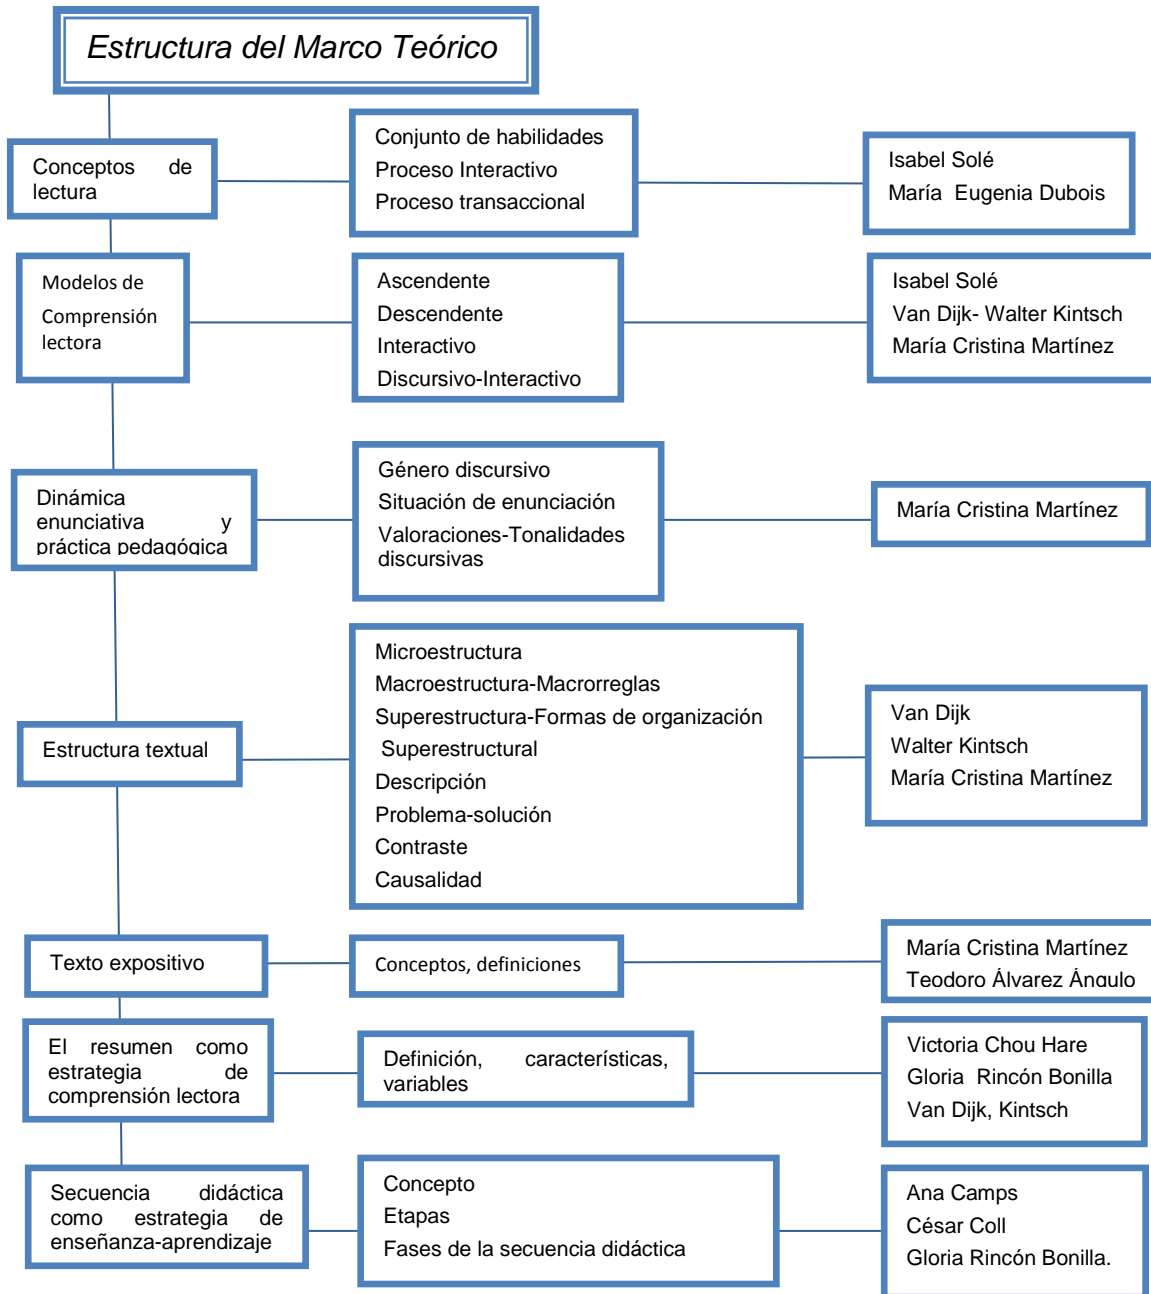 Estructura del Marco Teórico
Conceptos de
lectura
Conjunto de habilidades
Proceso Interactivo
Proceso transaccional
Isabel Solé
María Eugenia Dubois
Modelos de
Comprensión
lectora
Ascendente
Descendente
Interactivo
Discursivo-Interactivo
Isabel Solé
Van Dijk- Walter Kintsch
María Cristina Martínez
Dinámica
enunciativa y
práctica pedagógica
Género discursivo
Situación de enunciación
Valoraciones-Tonalidades
discursivas
María Cristina Martínez
Estructura textual
Microestructura
Macroestructura-Macrorreglas
Superestructura-Formas de organización
Superestructural
Descripción
Problema-solución
Contraste
Causalidad
Van Dijk
Walter Kintsch
María Cristina Martínez
Texto expositivo
Conceptos, definiciones
María Cristina Martínez
Teodoro Álvarez Ángulo
El resumen como
estrategia de
comprensión lectora
Definición, características,
variables
Victoria Chou Hare
Gloria Rincón Bonilla
Van Dijk, Kintsch
Secuencia didáctica
como estrategia de
enseñanza-aprendizaje
Concepto
Etapas
Fases de la secuencia didáctica
Ana Camps
César Coll
Gloria Rincón Bonilla.